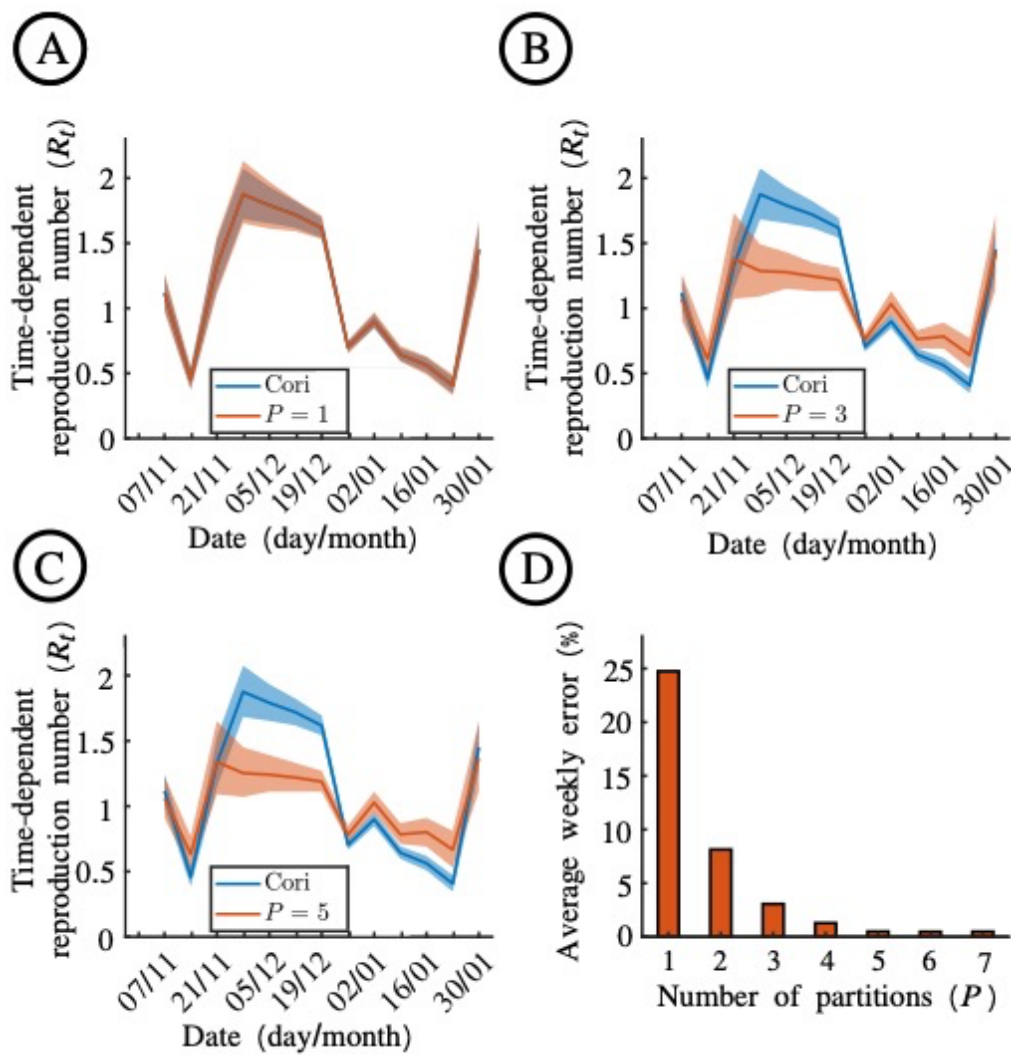 A
B
Time-dependent
reproduction number (R_t)
2
1.5
1
0.5
0
Cori
P = 1
07/11
21/11
05/12
19/12
02/01
16/01
30/01
Date (day/month)
Time-dependent
reproduction number (R_t)
2
1.5
1
0.5
0
Cori
P = 3
07/11
21/11
05/12
19/12
02/01
16/01
30/01
Date (day/month)
C
D
Time-dependent
reproduction number (R_t)
2
1.5
1
0.5
0
Cori
P = 5
07/11
21/11
05/12
19/12
02/01
16/01
30/01
Date (day/month)
Average weekly error (%)
25
20
15
10
5
0
1 2 3 4 5 6 7
Number of partitions (P)